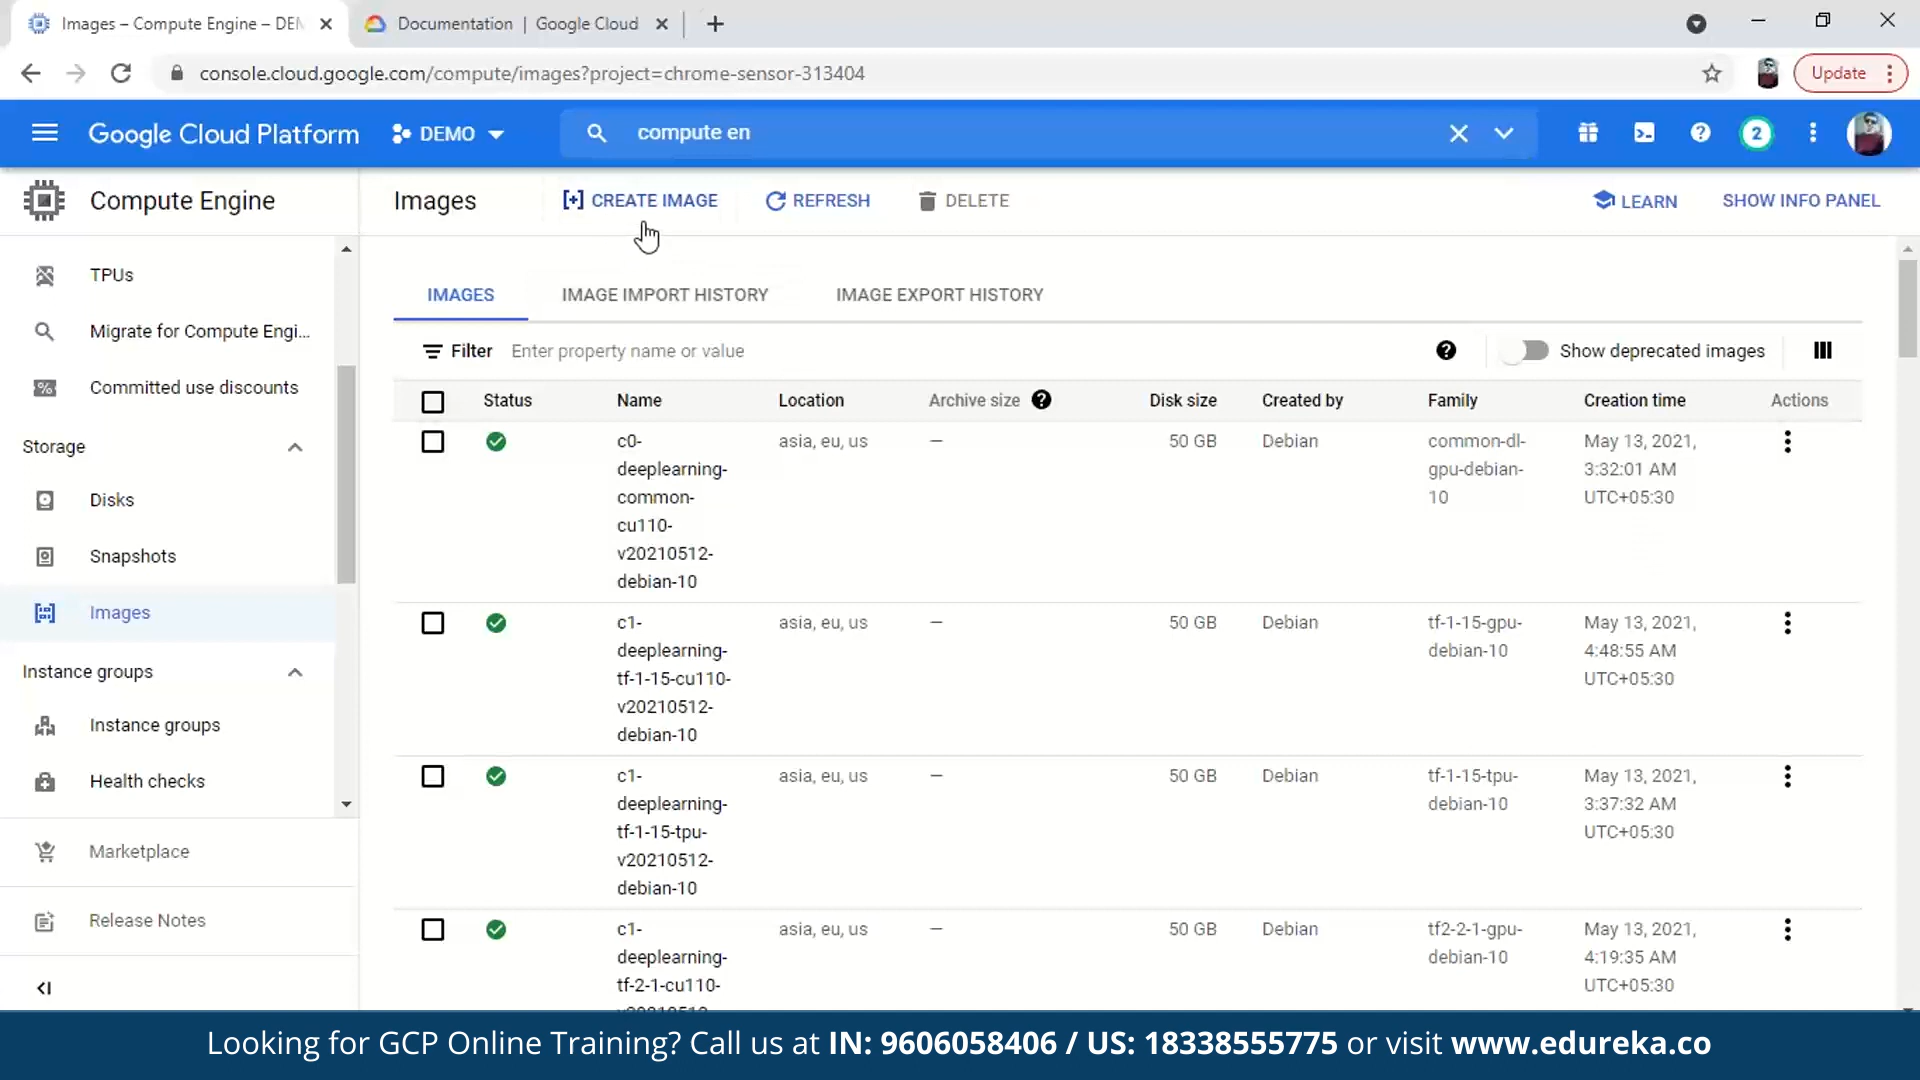 Images – Compute Engine – DEM
Documentation | Google Cloud
console.cloud.google.com/compute/images?project=chrome-sensor-313404
Update
Google Cloud Platform
DEMO
compute en
2
Compute Engine
Images
CREATE IMAGE
REFRESH
DELETE
LEARN
SHOW INFO PANEL
TPUs
Migrate for Compute Engi...
Committed use discounts
Storage
Disks
Snapshots
Images
Instance groups
Instance groups
Health checks
Marketplace
Release Notes
IMAGES
IMAGE IMPORT HISTORY
IMAGE EXPORT HISTORY
Filter
Enter property name or value
Show deprecated images
Status
Name
Location
Archive size
Disk size
Created by
Family
Creation time
Actions
c0-
deeplearning-
common-
cu110-
v20210512-
debian-10
asia, eu, us
—
50 GB
Debian
common-dl-
gpu-debian-
10
May 13, 2021,
3:32:01 AM
UTC+05:30
c1-
deeplearning-
tf-1-15-cu110-
v20210512-
debian-10
asia, eu, us
—
50 GB
Debian
tf-1-15-gpu-
debian-10
May 13, 2021,
4:48:55 AM
UTC+05:30
c1-
deeplearning-
tf-1-15-tpu-
v20210512-
debian-10
asia, eu, us
—
50 GB
Debian
tf-1-15-tpu-
debian-10
May 13, 2021,
3:37:32 AM
UTC+05:30
c1-
deeplearning-
tf-2-1-cu110-
asia, eu, us
—
50 GB
Debian
tf2-2-1-gpu-
debian-10
May 13, 2021,
4:19:35 AM
UTC+05:30
Looking for GCP Online Training? Call us at IN: 9606058406 / US: 18338555775 or visit www.edureka.co